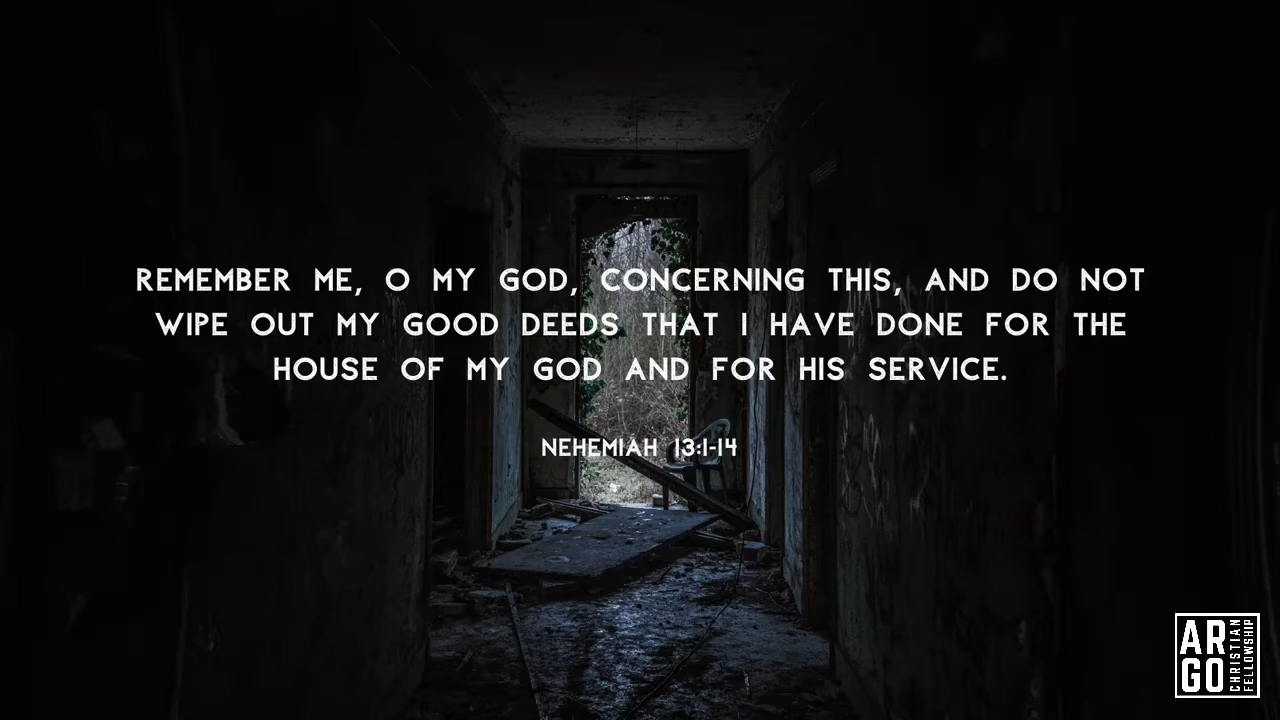 REMEMBER ME, O MY GOD, CONCERNING THIS, AND DO NOT
WIPE OUT MY GOOD DEEDS THAT I HAVE DONE FOR THE
HOUSE OF MY GOD AND FOR HIS SERVICE.
NEHEMIAH 13:1-14
AR
GO
CHRISTIAN
FELLOWSHIP